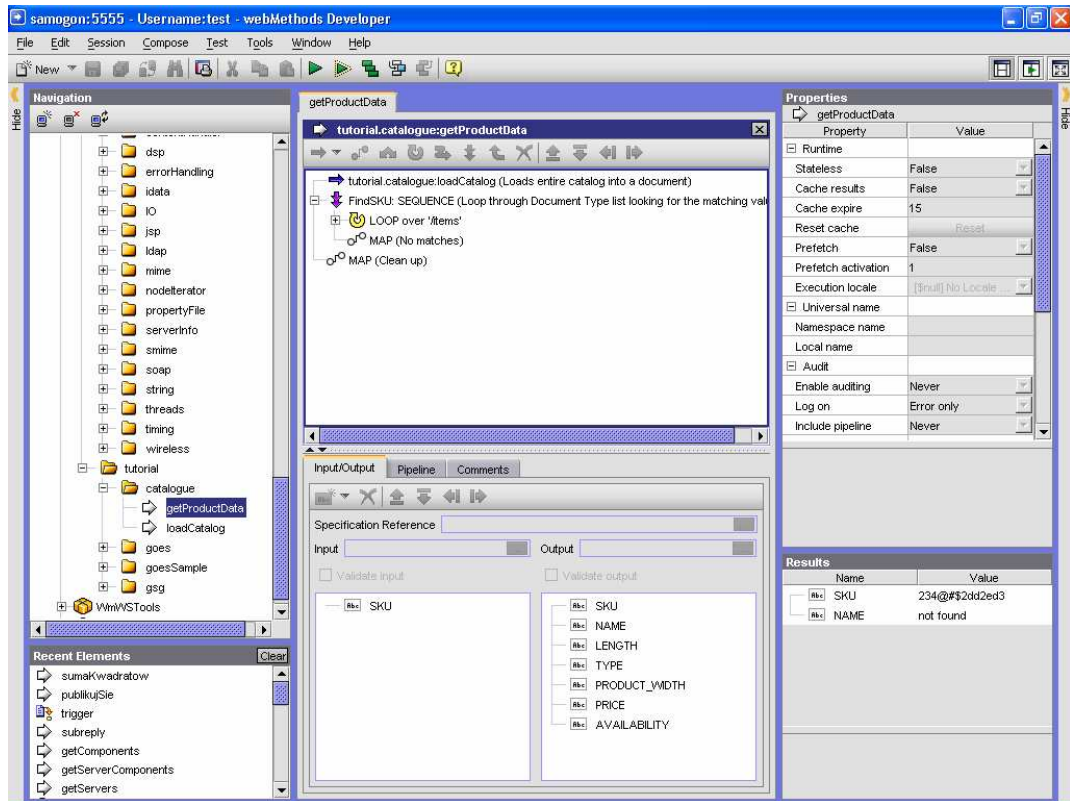 samogon:5555 - Username:test - webMethods Developer
File Edit Session Compose Test Tools Window Help
New
Hide
Navigation
dsp
errorHandling
idata
IO
jsp
ldap
mime
nodeIterator
propertyFile
serverInfo
smime
soap
string
threads
timing
wireless
tutorial
catalogue
getProductData
loadCatalog
goes
goesSample
gsg
WmWSTools
Recent Elements Clear
sumaKwadratow
publikujSie
trigger
subreply
getComponents
getServerComponents
getServers
getProductData
tutorial.catalogue:getProductData
tutorial.catalogue:loadCatalog (Loads entire catalog into a document)
FindSKU: SEQUENCE (Loop through Document Type list looking for the matching val
LOOP over '/items'
MAP (No matches)
MAP (Clean up)
Input/Output Pipeline Comments
Specification Reference
Input Output
Validate input Validate output
SKU
SKU
NAME
LENGTH
TYPE
PRODUCT_WIDTH
PRICE
AVAILABILITY
Properties
getProductData
Property Value
Runtime
Stateless False
Cache results False
Cache expire 15
Reset cache Reset
Prefetch False
Prefetch activation 1
Execution locale [$null] No Locale ...
Universal name
Namespace name
Local name
Audit
Enable auditing Never
Log on Error only
Include pipeline Never
Results
Name Value
SKU 234@#$2dd2ed3
NAME not found
Hide